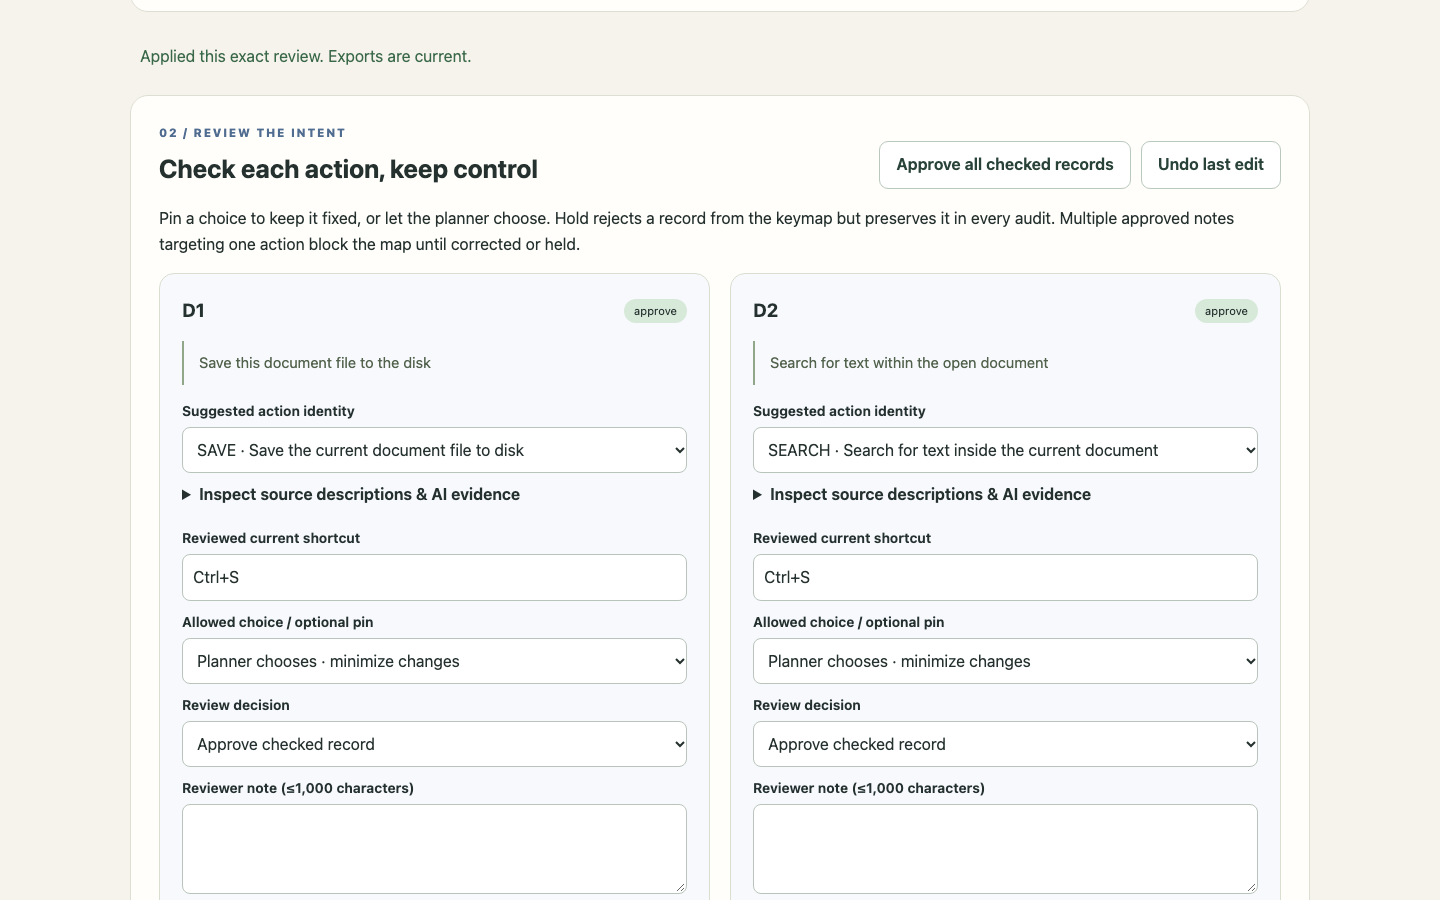 Applied this exact review. Exports are current.
02 / REVIEW THE INTENT
Check each action, keep control
Approve all checked records
Undo last edit
Pin a choice to keep it fixed, or let the planner choose. Hold rejects a record from the keymap but preserves it in every audit. Multiple approved notes
targeting one action block the map until corrected or held.
D1
approve
Save this document file to the disk
Suggested action identity
SAVE · Save the current document file to disk
Inspect source descriptions & AI evidence
Reviewed current shortcut
Ctrl+S
Allowed choice / optional pin
Planner chooses · minimize changes
Review decision
Approve checked record
Reviewer note (≤1,000 characters)
D2
approve
Search for text within the open document
Suggested action identity
SEARCH · Search for text inside the current document
Inspect source descriptions & AI evidence
Reviewed current shortcut
Ctrl+S
Allowed choice / optional pin
Planner chooses · minimize changes
Review decision
Approve checked record
Reviewer note (≤1,000 characters)